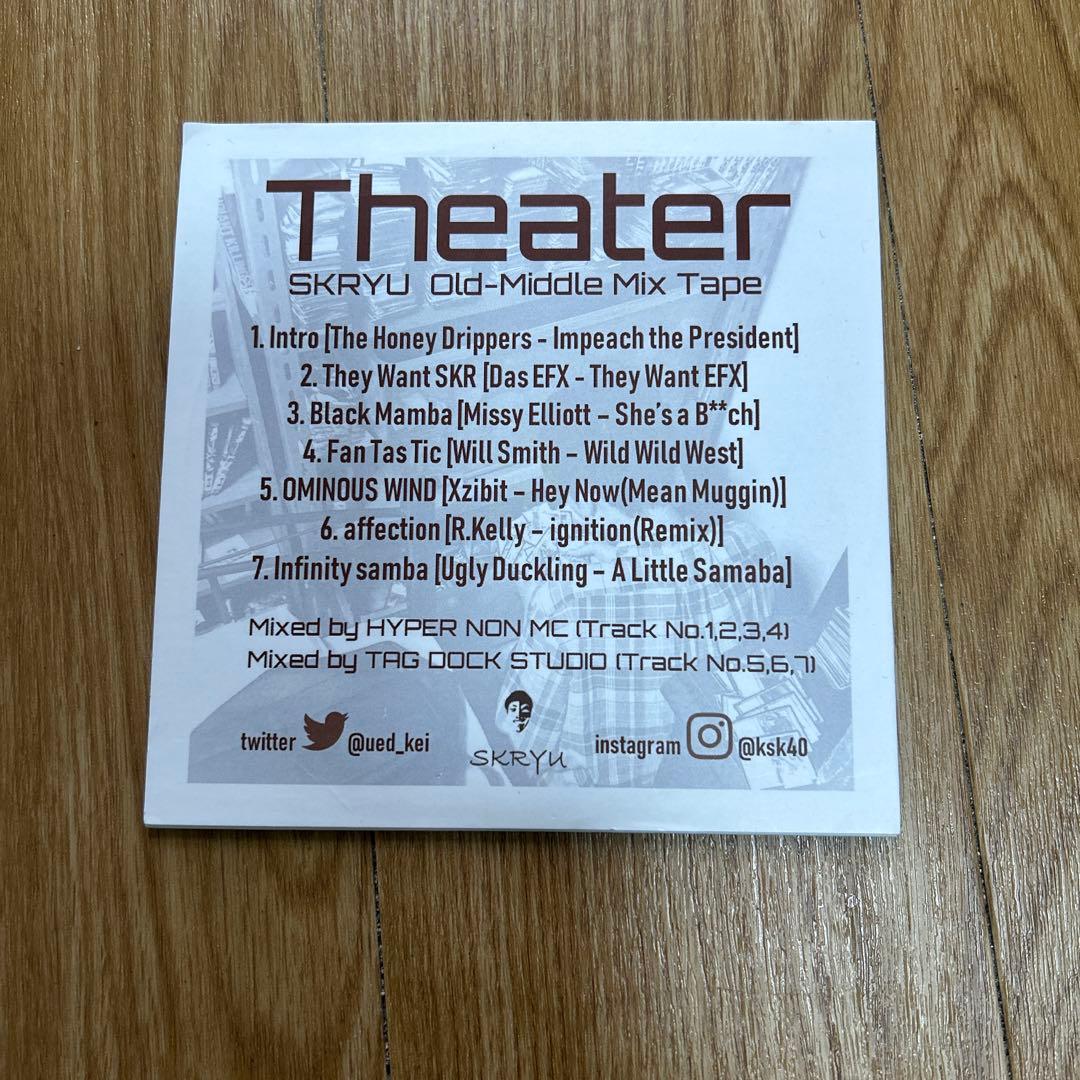 Theater
SKRYU Old-Middle Mix Tape
1. Intro [The Honey Drippers - Impeach the President]
2. They Want SKR [Das EFX - They Want EFX]
3. Black Mamba [Missy Elliott – She's a B**ch]
4. Fan Tas Tic [Will Smith – Wild Wild West]
5. OMINOUS WIND [Xzibit – Hey Now(Mean Muggin)]
6. affection [R.Kelly – ignition(Remix)]
7. Infinity samba [Ugly Duckling – A Little Samaba]
Mixed by HYPER NON MC (Track No.1,2,3,4)
Mixed by TAG DOCK STUDIO (Track No.5,6,7)
twitter @ued_kei
SKRYU
instagram @ksk40